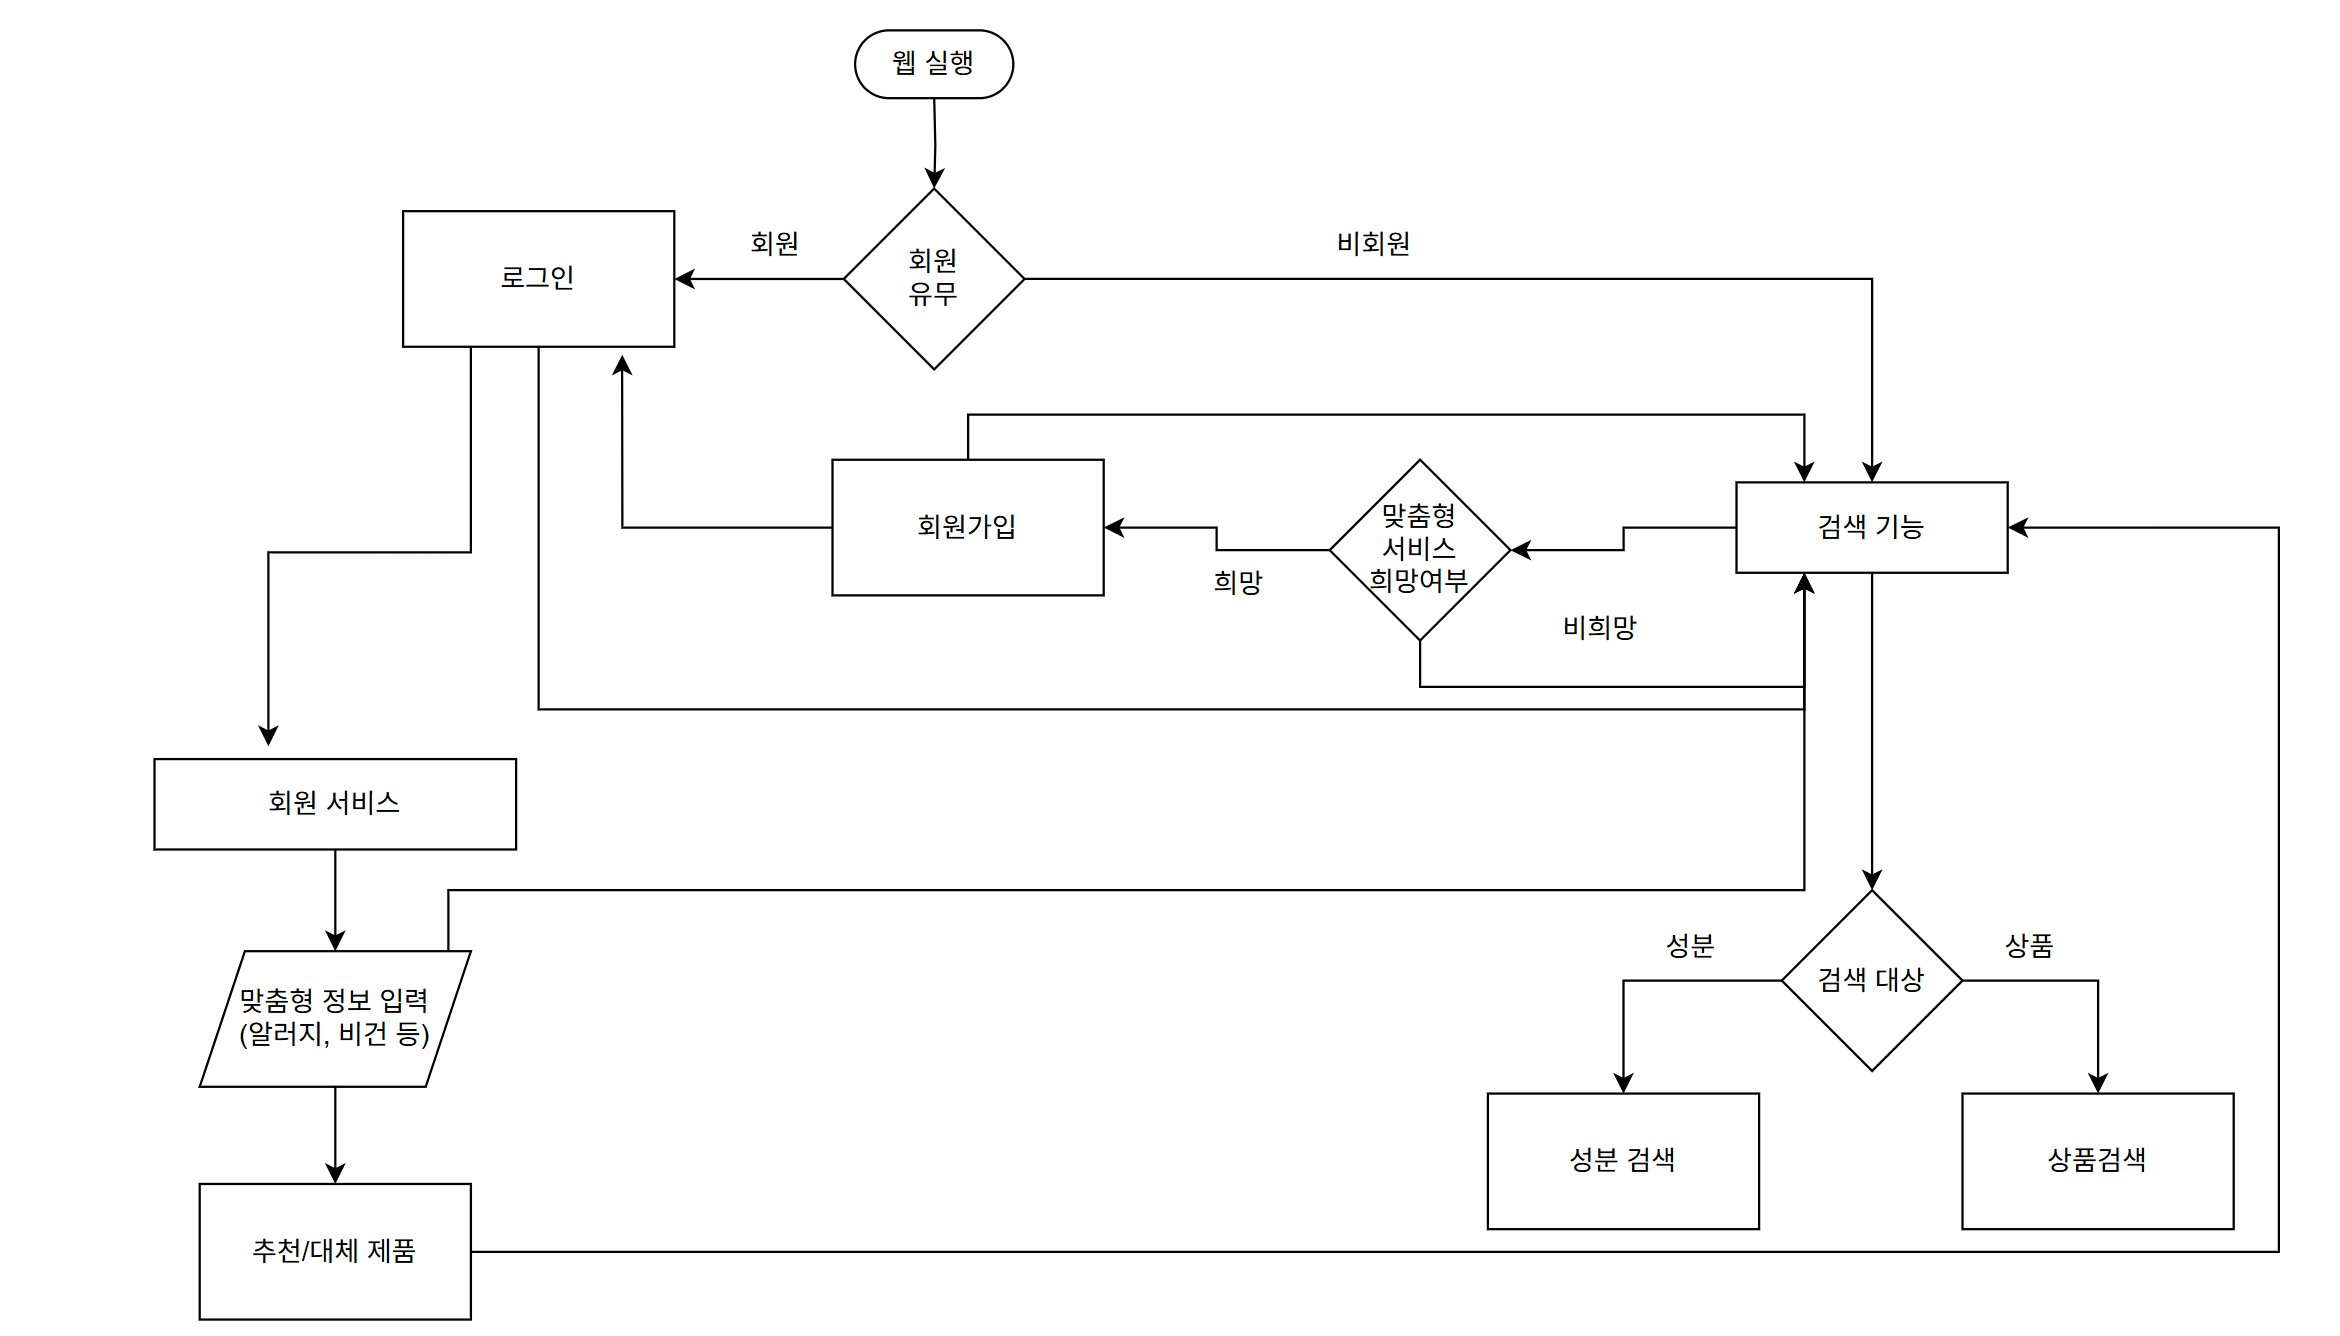 웹 실행
회원
비회원
로그인
회원
유무
회원가입
맞춤형
서비스
희망여부
검색 기능
희망
비희망
회원 서비스
성분
상품
검색 대상
맞춤형 정보 입력
(알러지, 비건 등)
성분 검색
상품검색
추천/대체 제품